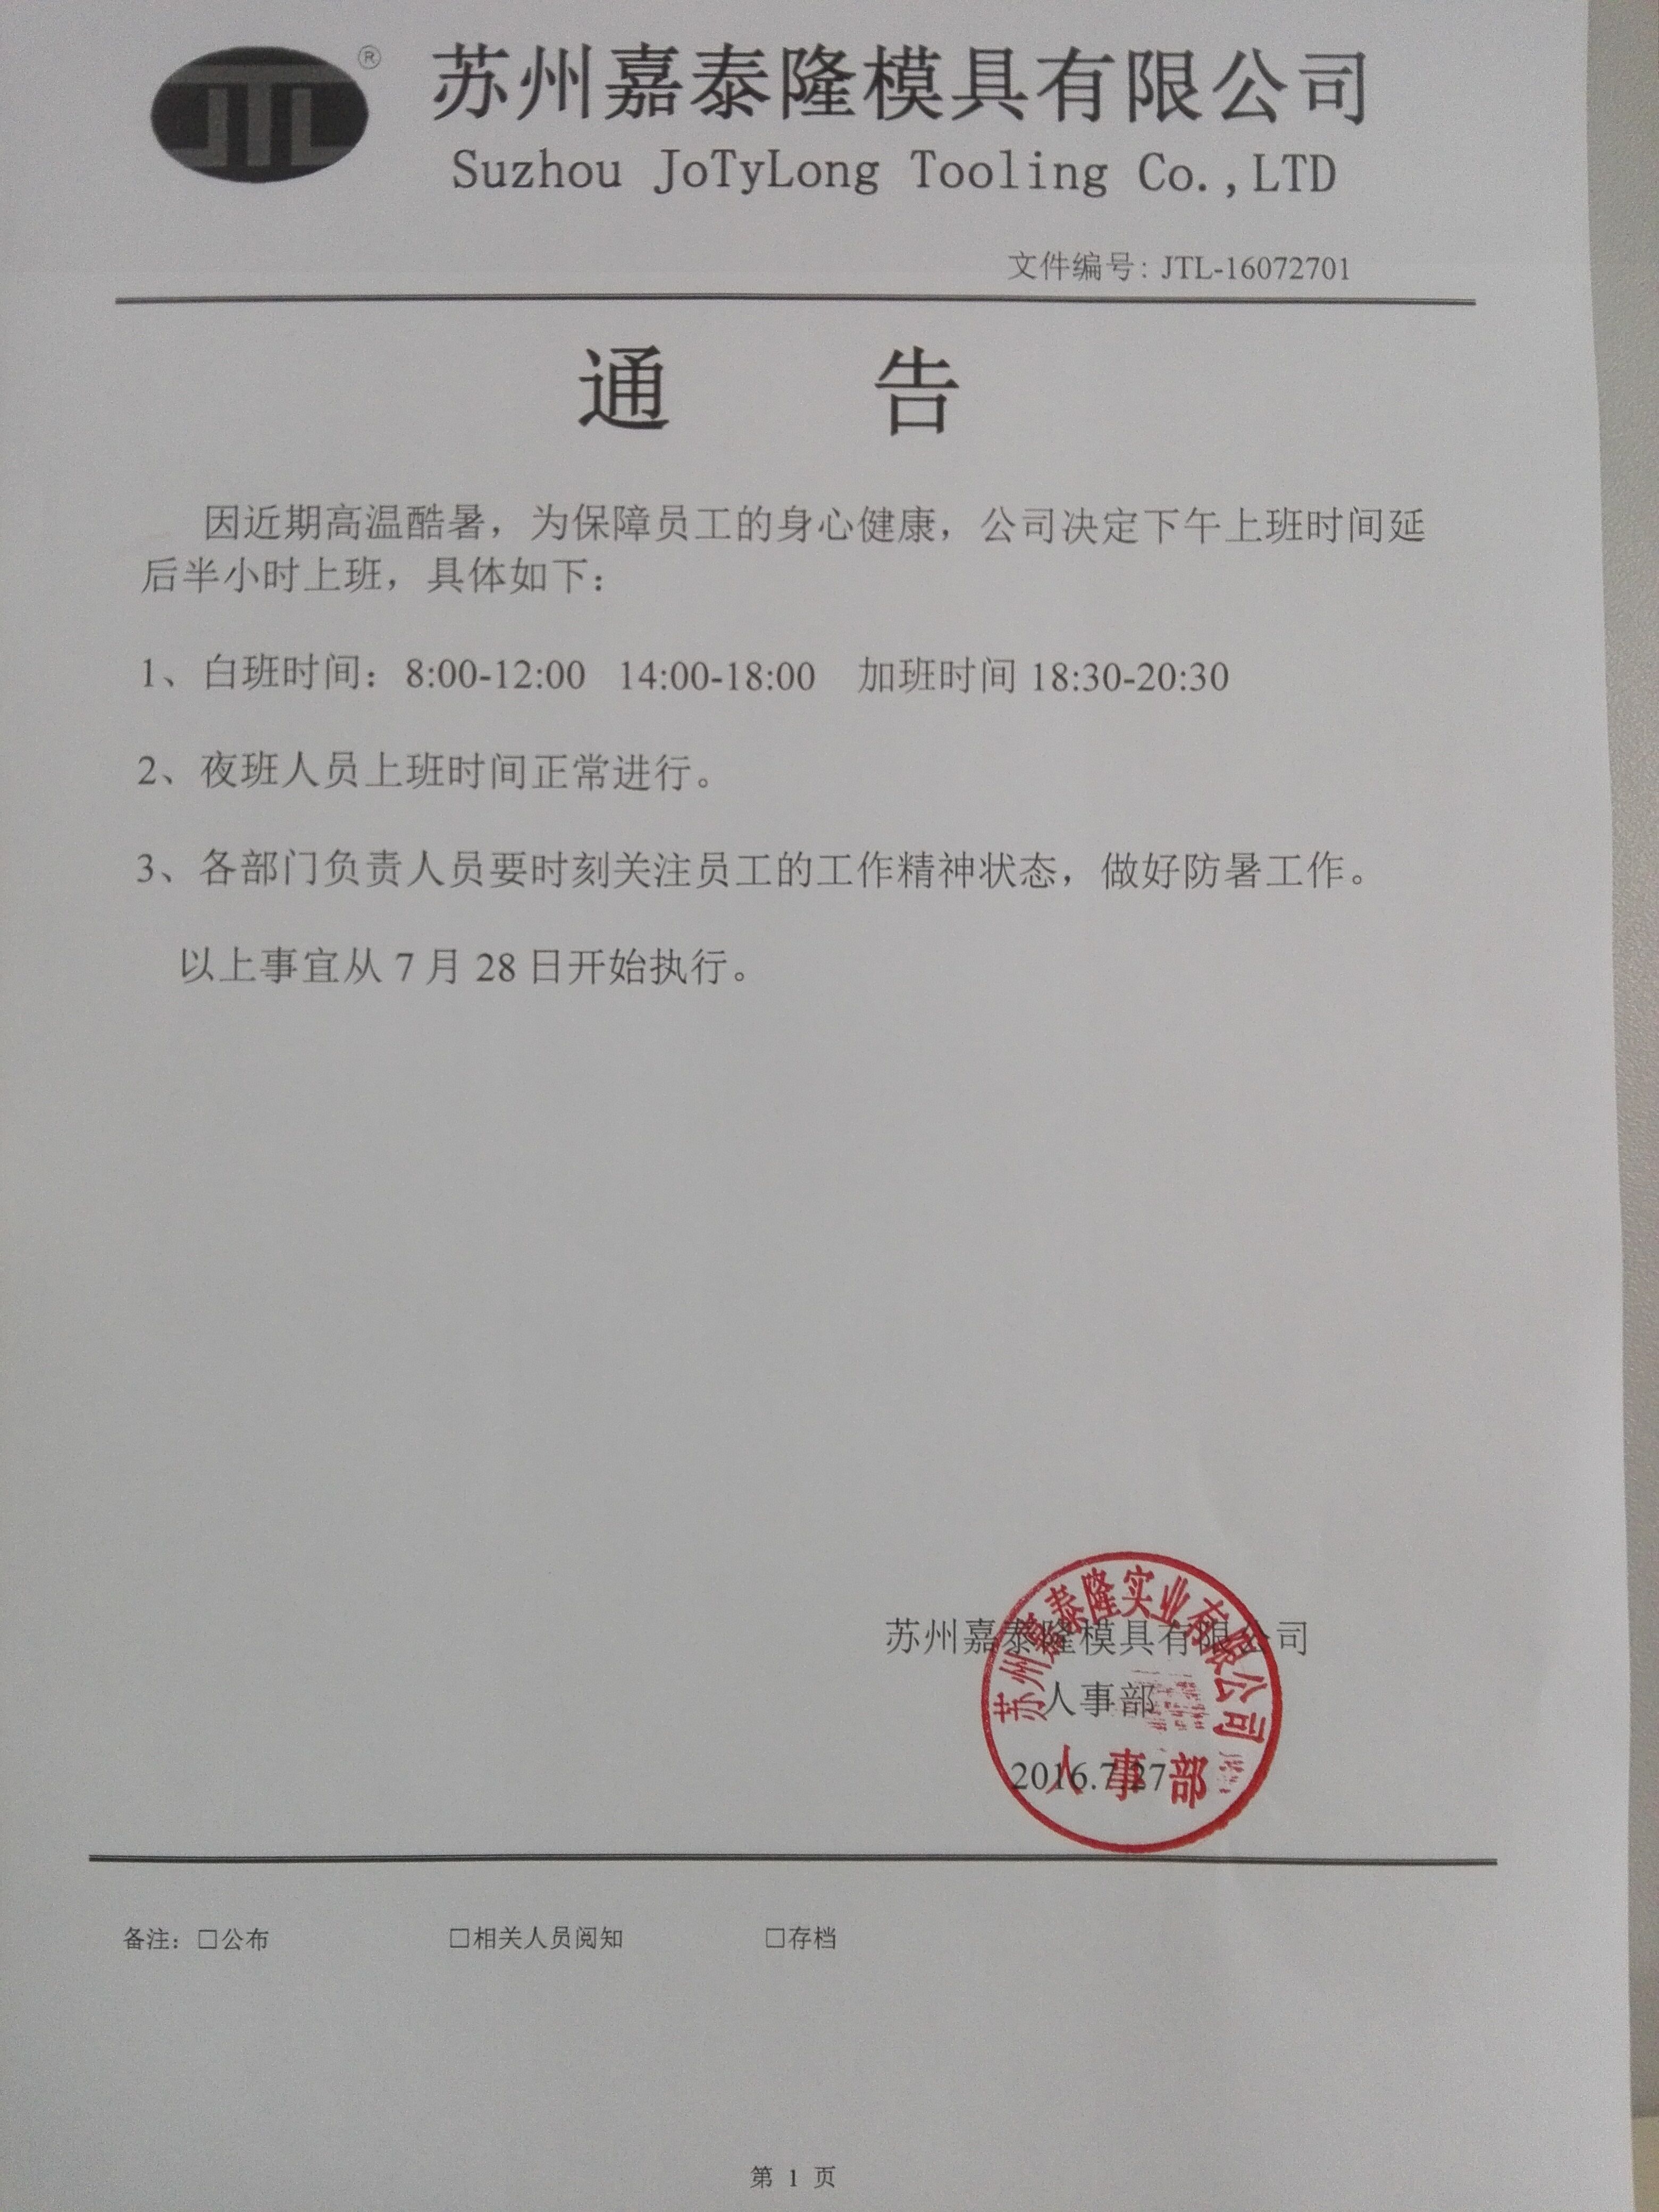 JTL®
苏州嘉泰隆模具有限公司
Suzhou JoTyLong Tooling Co.,LTD
文件编号：JTL-16072701
通 告
因近期高温酷暑，为保障员工的身心健康，公司决定下午上班时间延
后半小时上班，具体如下：
1、白班时间：8:00-12:00 14:00-18:00 加班时间 18:30-20:30
2、夜班人员上班时间正常进行。
3、各部门负责人员要时刻关注员工的工作精神状态，做好防暑工作。
以上事宜从 7 月 28 日开始执行。
苏州嘉泰隆模具有限公司
人事部
2016.7.27
苏州嘉泰隆实业有限公司
人事部
备注：□公布 □相关人员阅知 □存档
第 1 页